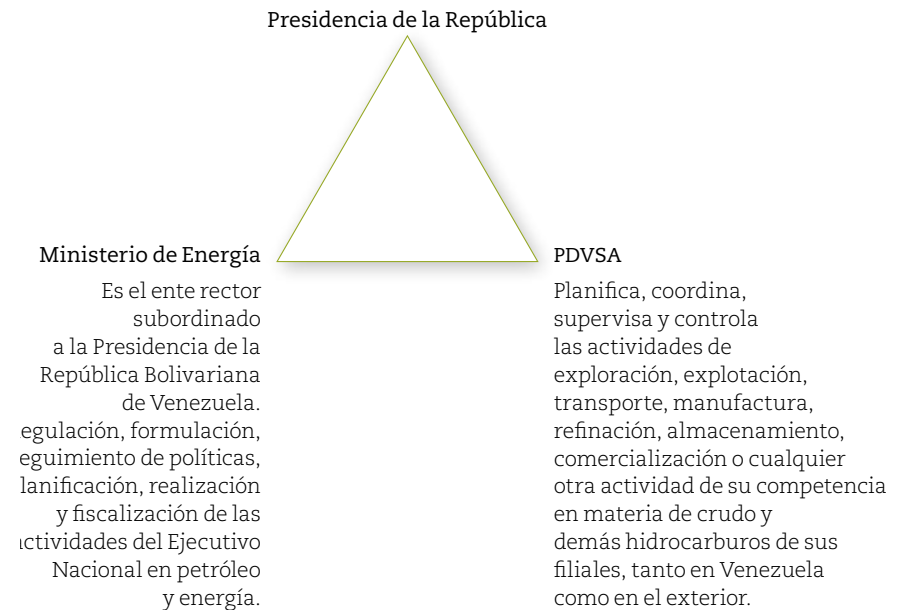 Presidencia de la República
Ministerio de Energía
Es el ente rector
subordinado
a la Presidencia de la
República Bolivariana
de Venezuela.
egulación, formulación,
eguimiento de políticas,
lanificación, realización
y fiscalización de las
ctividades del Ejecutivo
Nacional en petróleo
y energía.
PDVSA
Planifica, coordina,
supervisa y controla
las actividades de
exploración, explotación,
transporte, manufactura,
refinación, almacenamiento,
comercialización o cualquier
otra actividad de su competencia
en materia de crudo y
demás hidrocarburos de sus
filiales, tanto en Venezuela
como en el exterior.